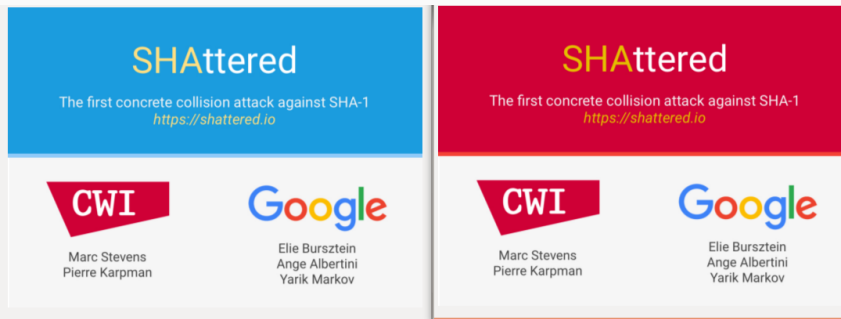 SHAttered
The first concrete collision attack against SHA-1
https://shattered.io
CWI
Marc Stevens
Pierre Karpman
Google
Elie Bursztein
Ange Albertini
Yarik Markov
SHAttered
The first concrete collision attack against SHA-1
https://shattered.io
CWI
Marc Stevens
Pierre Karpman
Google
Elie Bursztein
Ange Albertini
Yarik Markov